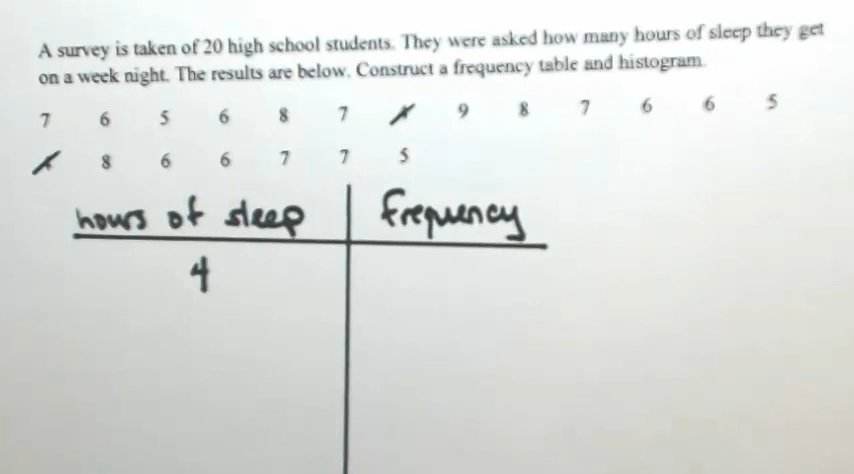 A survey is taken of 20 high school students. They were asked how many hours of sleep they get
on a week night. The results are below. Construct a frequency table and histogram.
7 6 5 6 8 7 9 8 7 6 6 5
8 6 6 7 7 5
hours of sleep frequency
4